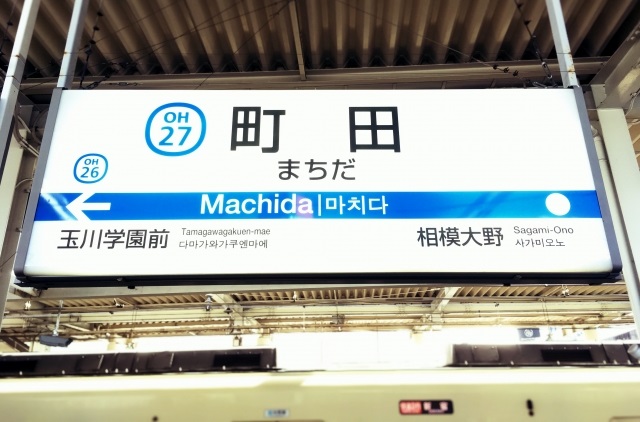 OH
27
町 田
まちだ
OH
26
Machida|마치다
玉川学園前
Tamagawagakuen-mae
다마가와가쿠엔마에
相模大野
Sagami-Ono
사가미오노